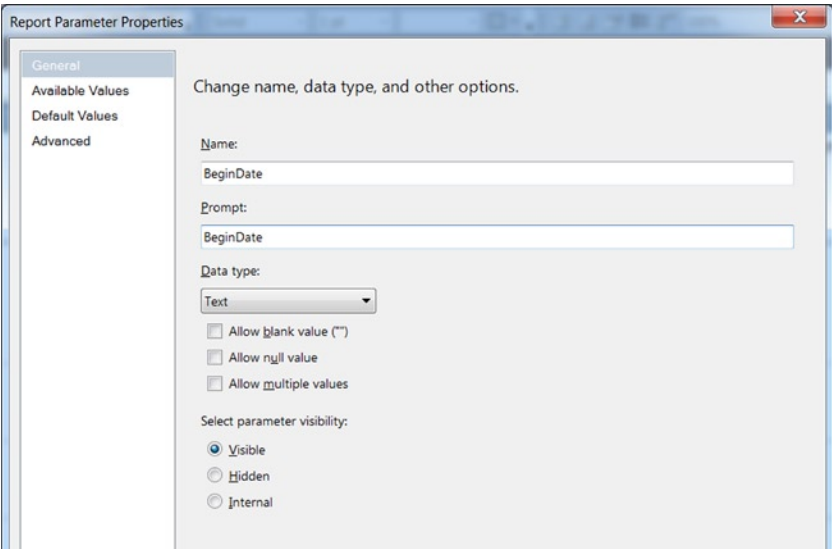 Report Parameter Properties
General
Available Values
Default Values
Advanced
Change name, data type, and other options.
Name:
BeginDate
Prompt:
BeginDate
Data type:
Text
Allow blank value ("")
Allow null value
Allow multiple values
Select parameter visibility:
Visible
Hidden
Internal